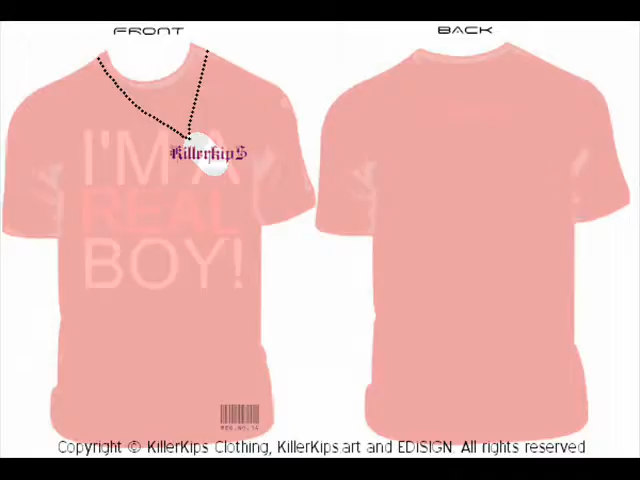 FRONT
BACK
I'M A
KillerkipS
REAL
BOY!
Copyright © KillerKips Clothing, KillerKips.art and EDISIGN. All rights reserved